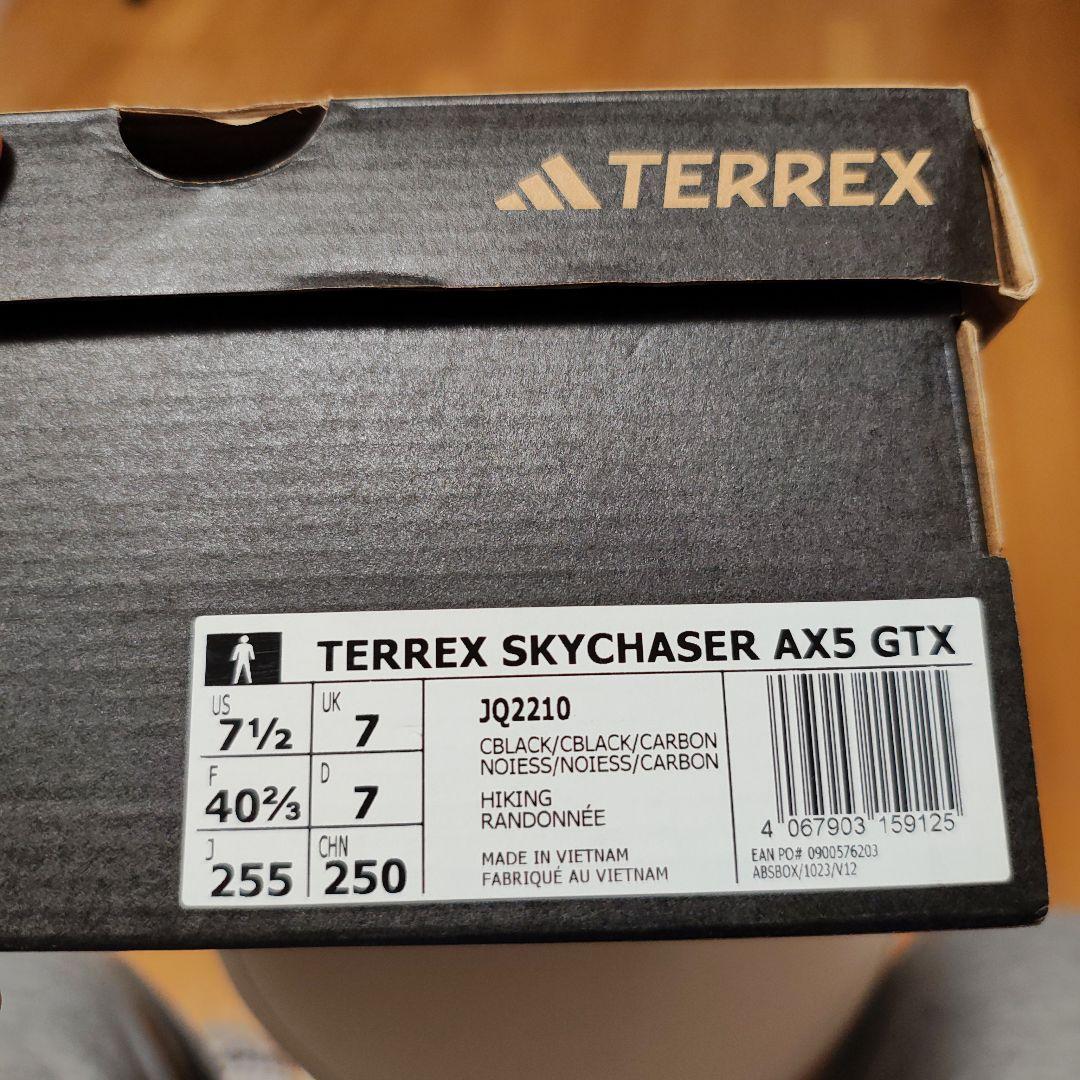 TERREX
TERREX SKYCHASER AX5 GTX
US
7½
UK
7
F
40⅔
D
7
J
255
CHN
250
JQ2210
CBLACK/CBLACK/CARBON
NOIESS/NOIESS/CARBON
HIKING
RANDONNÉE
MADE IN VIETNAM
FABRIQUÉ AU VIETNAM
4 067903 159125
EAN PO# 0900576203
ABSBOX/1023/V12